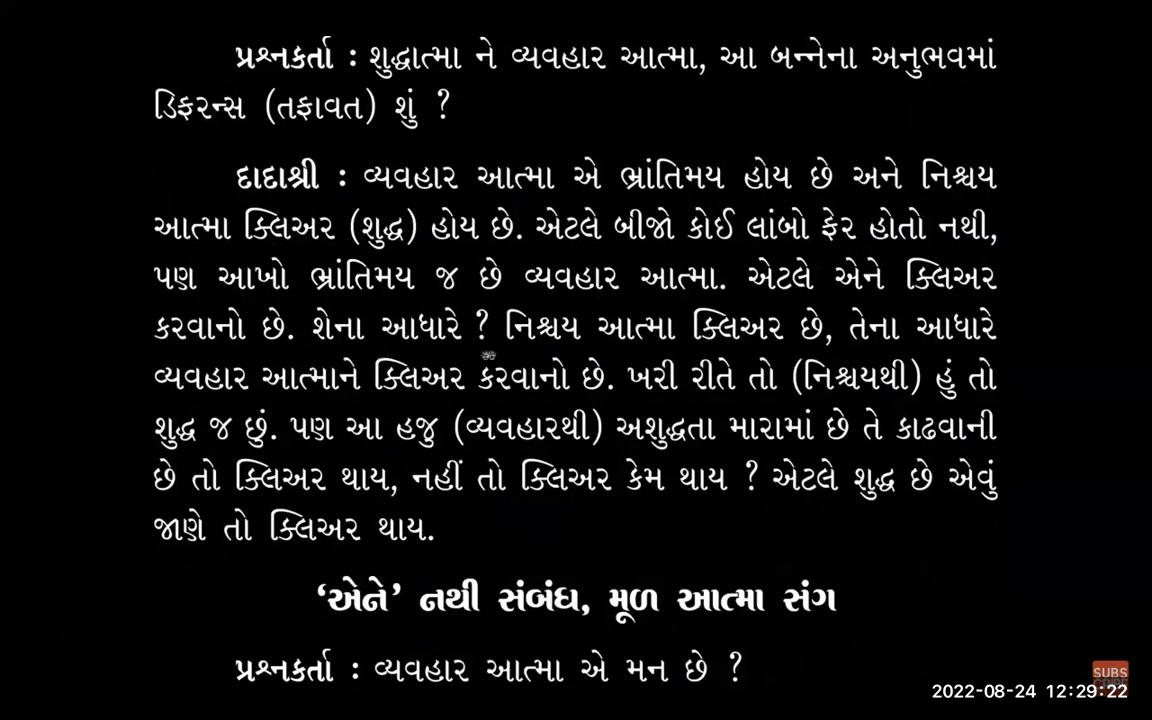 પ્રશ્નકર્તા : શુદ્ધાત્મા ને વ્યવહાર આત્મા, આ બન્નેના અનુભવમાં
ડિફરન્સ (તફાવત) શું ?
દાદાશ્રી : વ્યવહાર આત્મા એ ભ્રાંતિમય હોય છે અને નિશ્ચય
આત્મા ક્લિઅર (શુદ્ધ) હોય છે. એટલે બીજો કોઈ લાંબો ફેર હોતો નથી,
પણ આખો ભ્રાંતિમય જ છે વ્યવહાર આત્મા. એટલે એને ક્લિઅર
કરવાનો છે. શેના આધારે ? નિશ્ચય આત્મા ક્લિઅર છે, તેના આધારે
વ્યવહાર આત્માને ક્લિઅર કરવાનો છે. ખરી રીતે તો (નિશ્ચયથી) હું તો
શુદ્ધ જ છું. પણ આ હજુ (વ્યવહારથી) અશુદ્ધતા મારામાં છે તે કાઢવાની
છે તો ક્લિઅર થાય, નહીં તો ક્લિઅર કેમ થાય ? એટલે શુદ્ધ છે એવું
જાણે તો ક્લિઅર થાય.
‘એને’ નથી સંબંધ, મૂળ આત્મા સંગ
પ્રશ્નકર્તા : વ્યવહાર આત્મા એ મન છે ?
SUBS
CRIBE
2022-08-24 12:29:22